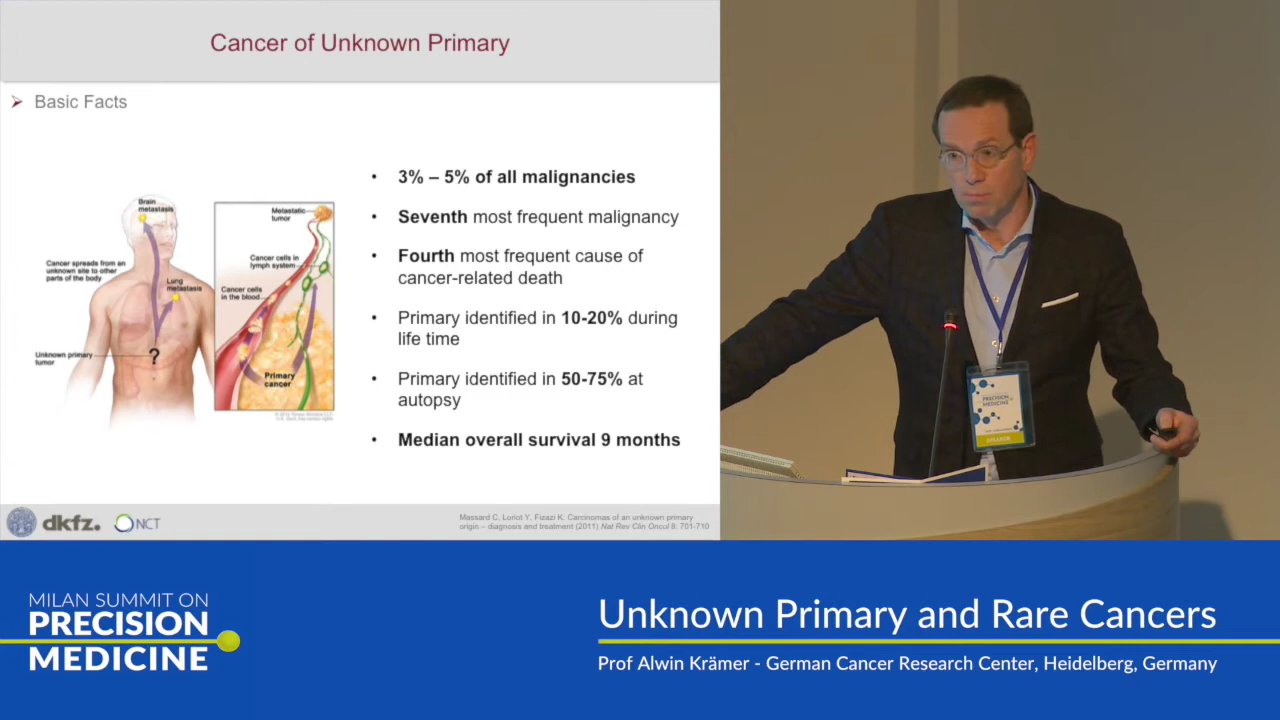 Cancer of Unknown Primary
Basic Facts
Brain
metastasis
Cancer spreads from an
unknown site to other
parts of the body
Lung
metastasis
Unknown primary
tumor
?
Metastatic
tumor
Cancer cells in
lymph system
Cancer cells
in the blood
Primary
cancer
• 3% – 5% of all malignancies
• Seventh most frequent malignancy
• Fourth most frequent cause of
cancer-related death
• Primary identified in 10-20% during
life time
• Primary identified in 50-75% at
autopsy
• Median overall survival 9 months
dkfz.
NCT
Massard C, Loriot Y, Fizazi K: Carcinomas of an unknown primary
origin – diagnosis and treatment (2011) Nat Rev Clin Oncol 8: 701-710
PRECISION
MEDICINE
SPEAKER
MILAN SUMMIT ON
PRECISION
MEDICINE
Unknown Primary and Rare Cancers
Prof Alwin Krämer - German Cancer Research Center, Heidelberg, Germany